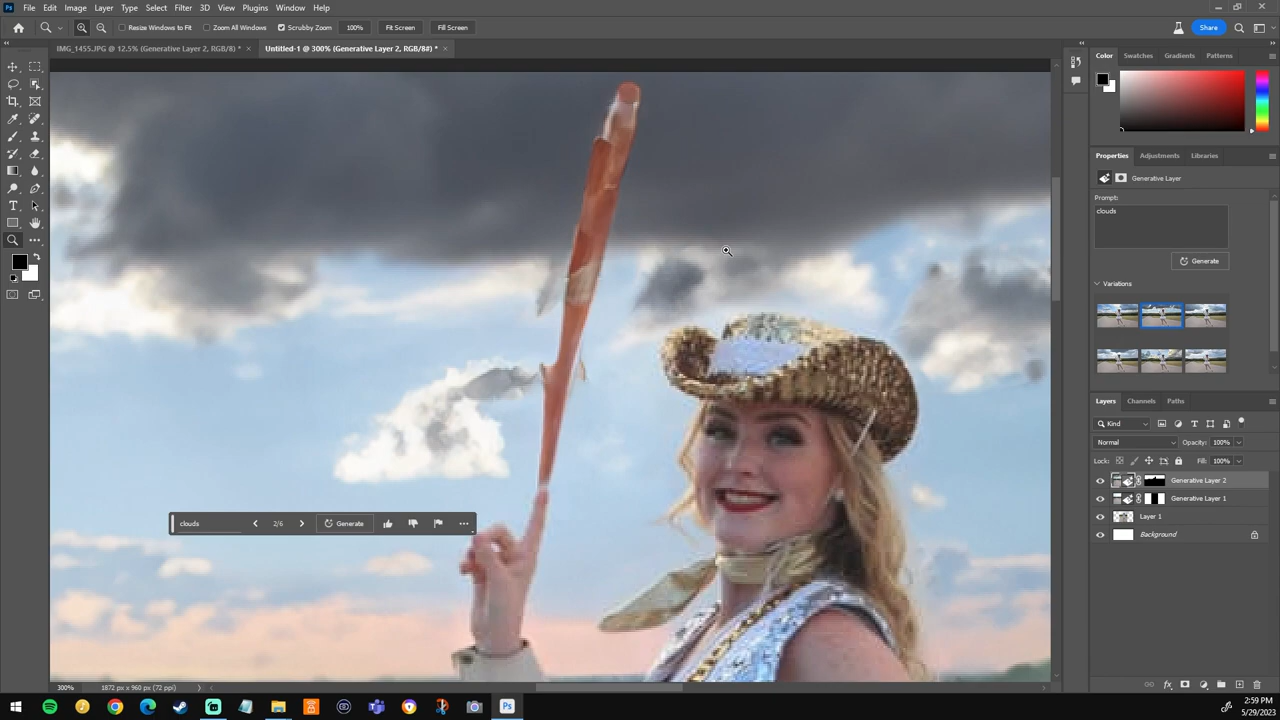 Ps File Edit Image Layer Type Select Filter 3D View Plugins Window Help
Resize Windows to Fit Zoom All Windows Scrubby Zoom 100% Fit Screen Fill Screen Share
IMG_1455.JPG @ 12.5% (Generative Layer 2, RGB/8) * × Untitled-1 @ 300% (Generative Layer 2, RGB/8#) * ×
Color Swatches Gradients Patterns
Properties Adjustments Libraries
Generative Layer
Prompt:
clouds
Generate
Variations
Layers Channels Paths
Kind
Normal Opacity: 100%
Lock: Fill: 100%
Generative Layer 2
Generative Layer 1
Layer 1
Background
clouds 2/6 Generate
300% 1872 px x 960 px (72 ppi)
Ps
2:59 PM
5/29/2023